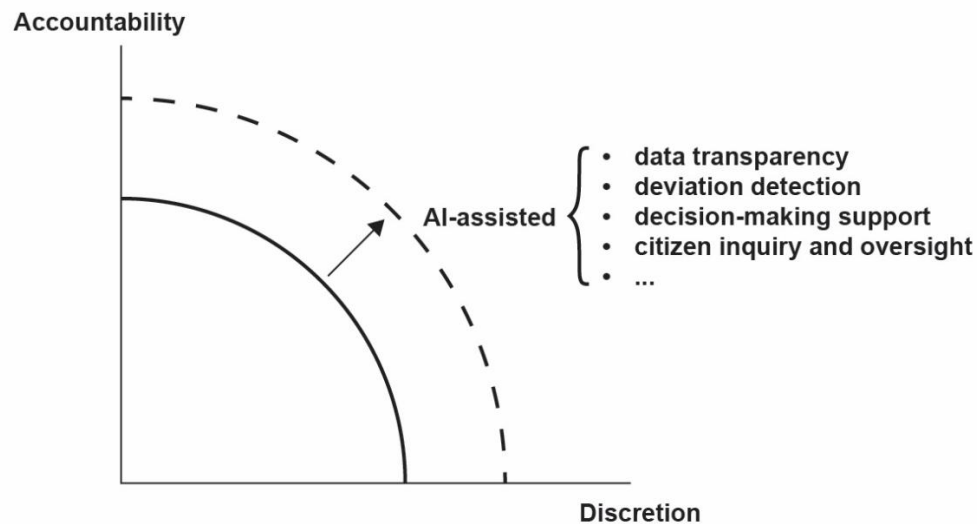 Accountability
AI-assisted
• data transparency
• deviation detection
• decision-making support
• citizen inquiry and oversight
• ...
Discretion